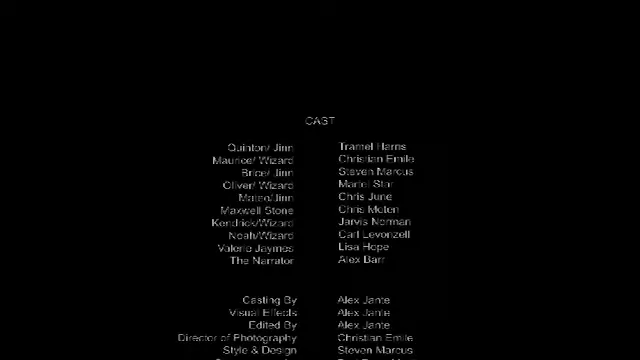 CAST
Quinton/ Jinn Tramel Harris
Maurice/ Wizard Christian Emile
Brice/ Jinn Steven Marcus
Oliver/ Wizard Martel Star
Mateo/Jinn Chris June
Maxwell Stone Chris Moten
Kendrick/Wizard Jarvis Norman
Noah/Wizard Carl Levonzell
Valerie Jaymes Lisa Hope
The Narrator Alex Barr
Casting By Alex Jante
Visual Effects Alex Jante
Edited By Alex Jante
Director of Photography Christian Emile
Style & Design Steven Marcus